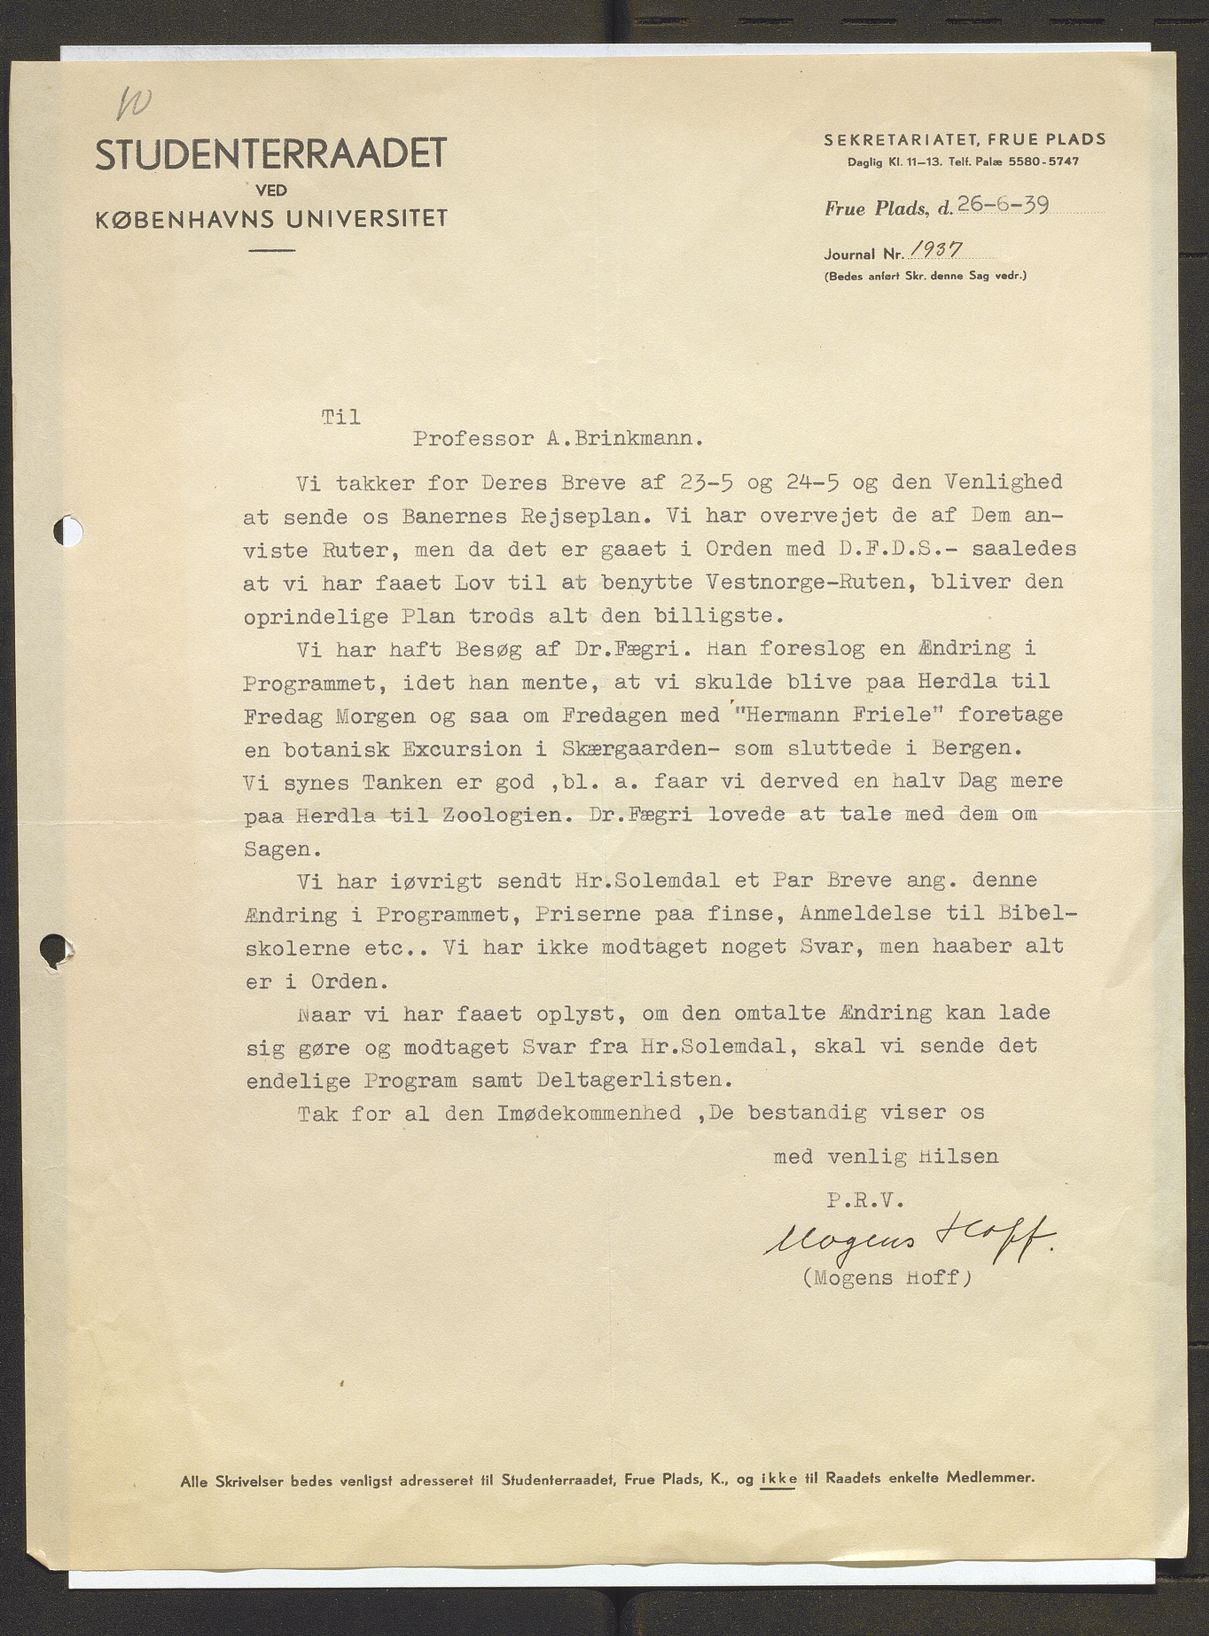 W
STUDENTERRAADET
VED
KØBENHAVNS UNIVERSITET
SEKRETARIATET, FRUE PLADS
Daglig Kl. 11-13. Telf. Palæ 5580-5747
Frue Plads, d. 26-6-39
Journal Nr. 1937
(Bedes anført Skr. denne Sag vedr.)
Til
Professor A.Brinkmann.
Vi takker for Deres Breve af 23-5 og 24-5 og den Venlighed
at sende os Banernes Rejseplan. Vi har overvejet de af Dem an-
viste Ruter, men da det er gaaet i Orden med D.F.D.S.- saaledes
at vi har faaet Lov til at benytte Vestnorge-Ruten, bliver den
oprindelige Plan trods alt den billigste.
Vi har haft Besøg af Dr.Fægri. Han foreslog en Ændring i
Programmet, idet han mente, at vi skulde blive paa Herdla til
Fredag Morgen og saa om Fredagen med "Hermann Friele" foretage
en botanisk Excursion i Skærgaarden- som sluttede i Bergen.
Vi synes Tanken er god ,bl. a. faar vi derved en halv Dag mere
paa Herdla til Zoologien. Dr.Fægri lovede at tale med dem om
Sagen.
Vi har iøvrigt sendt Hr.Solemdal et Par Breve ang. denne
Ændring i Programmet, Priserne paa finse, Anmeldelse til Bibel-
skolerne etc.. Vi har ikke modtaget noget Svar, men haaber alt
er i Orden.
Naar vi har faaet oplyst, om den omtalte Ændring kan lade
sig gøre og modtaget Svar fra Hr.Solemdal, skal vi sende det
endelige Program samt Deltagerlisten.
Tak for al den Imødekommenhed ,De bestandig viser os
med venlig Hilsen
P.R.V.
Mogens Hoff.
(Mogens Hoff)
Alle Skrivelser bedes venligst adresseret til Studenterraadet, Frue Plads, K., og ikke til Raadets enkelte Medlemmer.